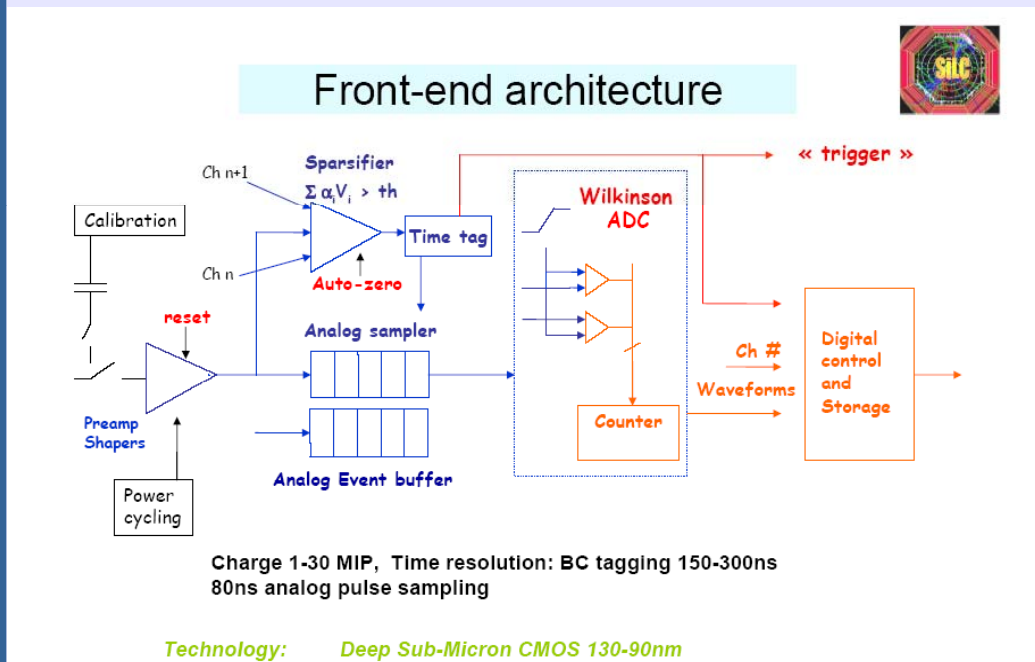 SiLC
Front-end architecture
« trigger »
Sparsifier
Σ αᵢVᵢ > th
Ch n+1
Wilkinson
ADC
Calibration
Time tag
Ch n
Auto-zero
reset
Analog sampler
Digital
control
and
Storage
Ch #
Waveforms
Preamp
Shapers
Counter
Analog Event buffer
Power
cycling
Charge 1-30 MIP, Time resolution: BC tagging 150-300ns
80ns analog pulse sampling
Technology: Deep Sub-Micron CMOS 130-90nm